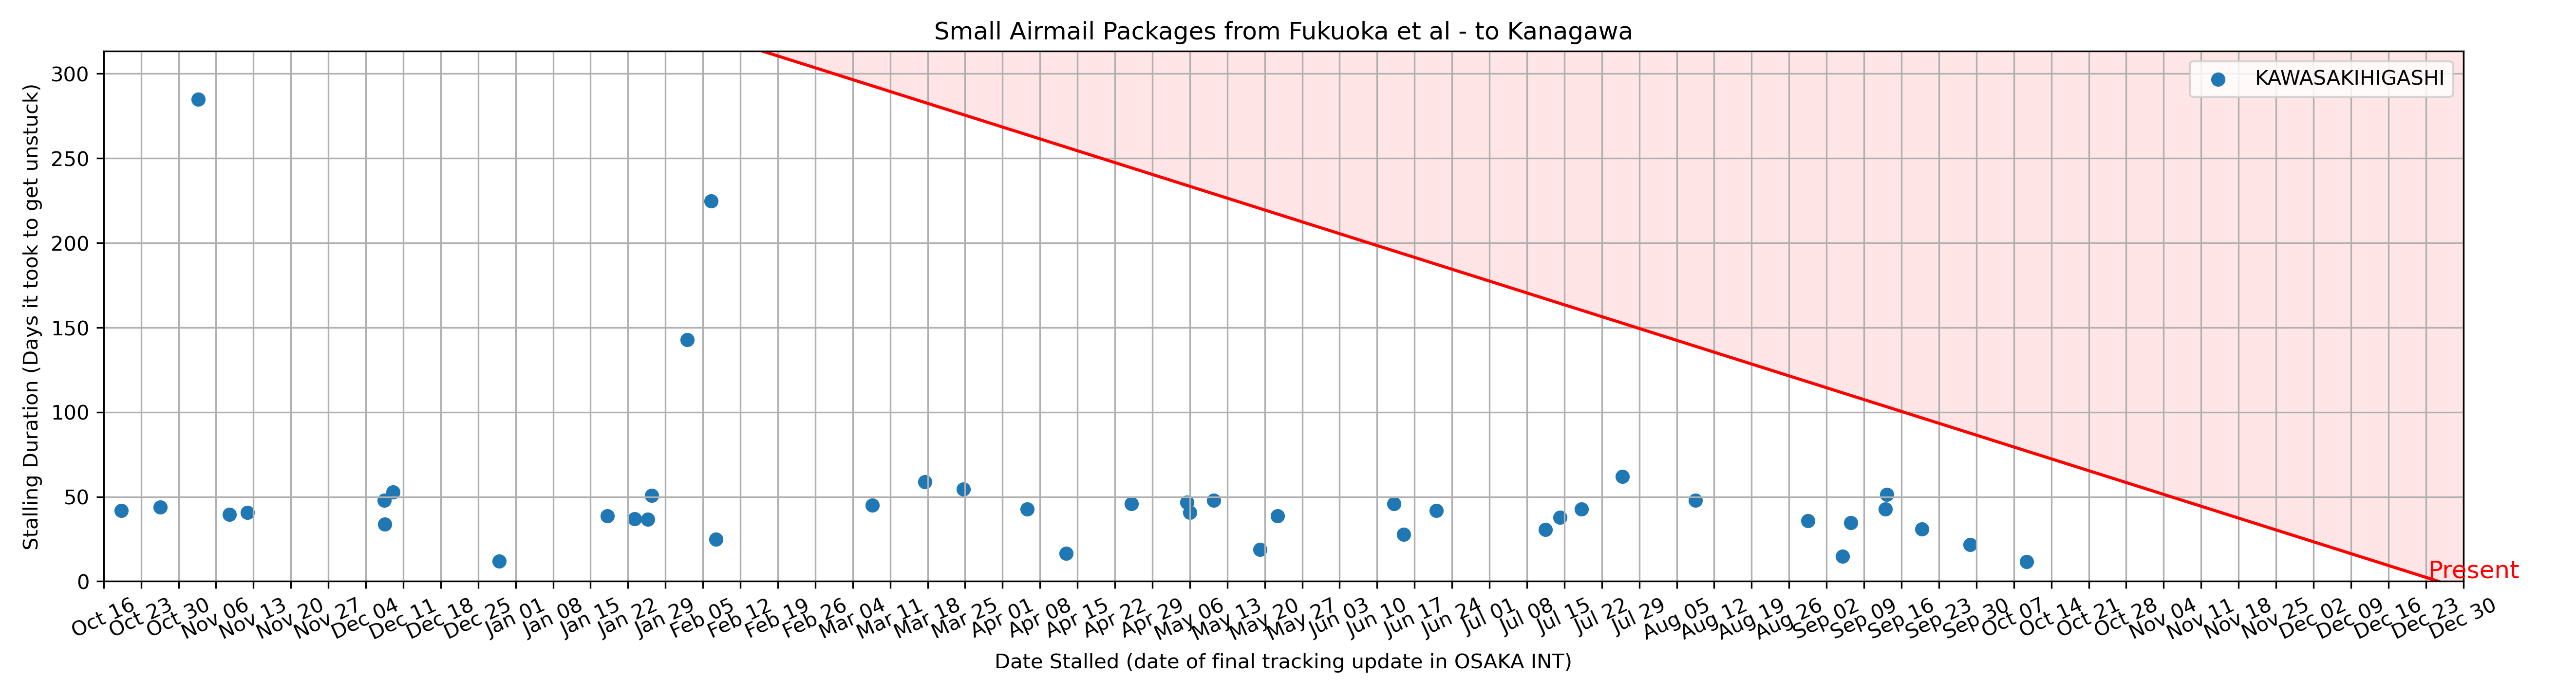 Small Airmail Packages from Fukuoka et al - to Kanagawa
KAWASAKIHIGASHI
Stalling Duration (Days it took to get unstuck)
300
250
200
150
100
50
0
Present
Oct 16
Oct 23
Oct 30
Nov 06
Nov 13
Nov 20
Nov 27
Dec 04
Dec 11
Dec 18
Dec 25
Jan 01
Jan 08
Jan 15
Jan 22
Jan 29
Feb 05
Feb 12
Feb 19
Feb 26
Mar 04
Mar 11
Mar 18
Mar 25
Apr 01
Apr 08
Apr 15
Apr 22
Apr 29
May 06
May 13
May 20
May 27
Jun 03
Jun 10
Jun 17
Jun 24
Jul 01
Jul 08
Jul 15
Jul 22
Jul 29
Aug 05
Aug 12
Aug 19
Aug 26
Sep 02
Sep 09
Sep 16
Sep 23
Sep 30
Oct 07
Oct 14
Oct 21
Oct 28
Nov 04
Nov 11
Nov 18
Nov 25
Dec 02
Dec 09
Dec 16
Dec 23
Dec 30
Date Stalled (date of final tracking update in OSAKA INT)